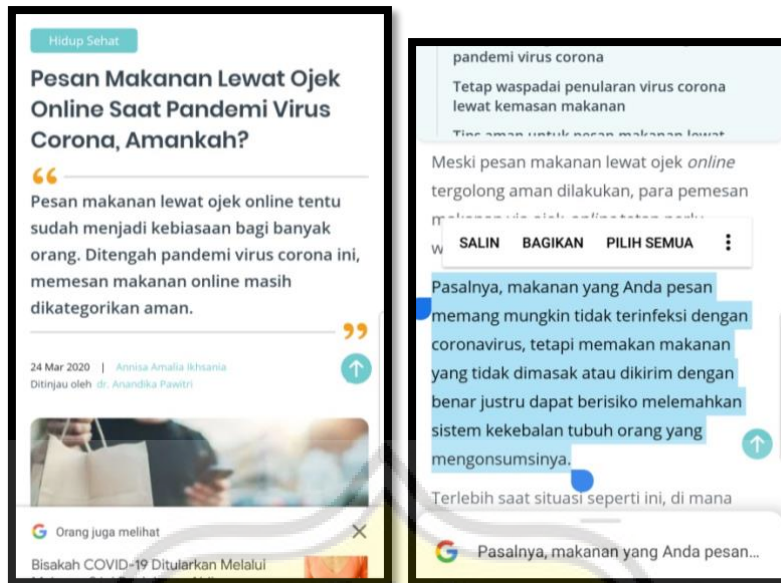 Hidup Sehat
Pesan Makanan Lewat Ojek
Online Saat Pandemi Virus
Corona, Amankah?
Pesan makanan lewat ojek online tentu
sudah menjadi kebiasaan bagi banyak
orang. Ditengah pandemi virus corona ini,
memesan makanan online masih
dikategorikan aman.
24 Mar 2020 | Annisa Amalia Ikhsania
Ditinjau oleh dr. Anandika Pawitri
Orang juga melihat
Bisakah COVID-19 Ditularkan Melalui
pandemi virus corona
Tetap waspadai penularan virus corona
lewat kemasan makanan
Tips aman untuk pesan makanan lewat
Meski pesan makanan lewat ojek online
tergolong aman dilakukan, para pemesan
SALIN BAGIKAN PILIH SEMUA
Pasalnya, makanan yang Anda pesan
memang mungkin tidak terinfeksi dengan
coronavirus, tetapi memakan makanan
yang tidak dimasak atau dikirim dengan
benar justru dapat berisiko melemahkan
sistem kekebalan tubuh orang yang
mengonsumsinya.
Terlebih saat situasi seperti ini, di mana
Pasalnya, makanan yang Anda pesan...